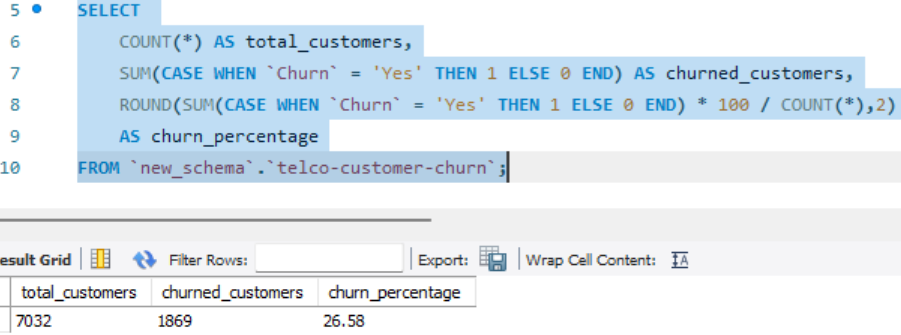 5 SELECT
6 COUNT(*) AS total_customers,
7 SUM(CASE WHEN `Churn` = 'Yes' THEN 1 ELSE 0 END) AS churned_customers,
8 ROUND(SUM(CASE WHEN `Churn` = 'Yes' THEN 1 ELSE 0 END) * 100 / COUNT(*),2)
9 AS churn_percentage
10 FROM `new_schema`.`telco-customer-churn`;
esult Grid Filter Rows: Export: Wrap Cell Content: IA
total_customers churned_customers churn_percentage
7032 1869 26.58